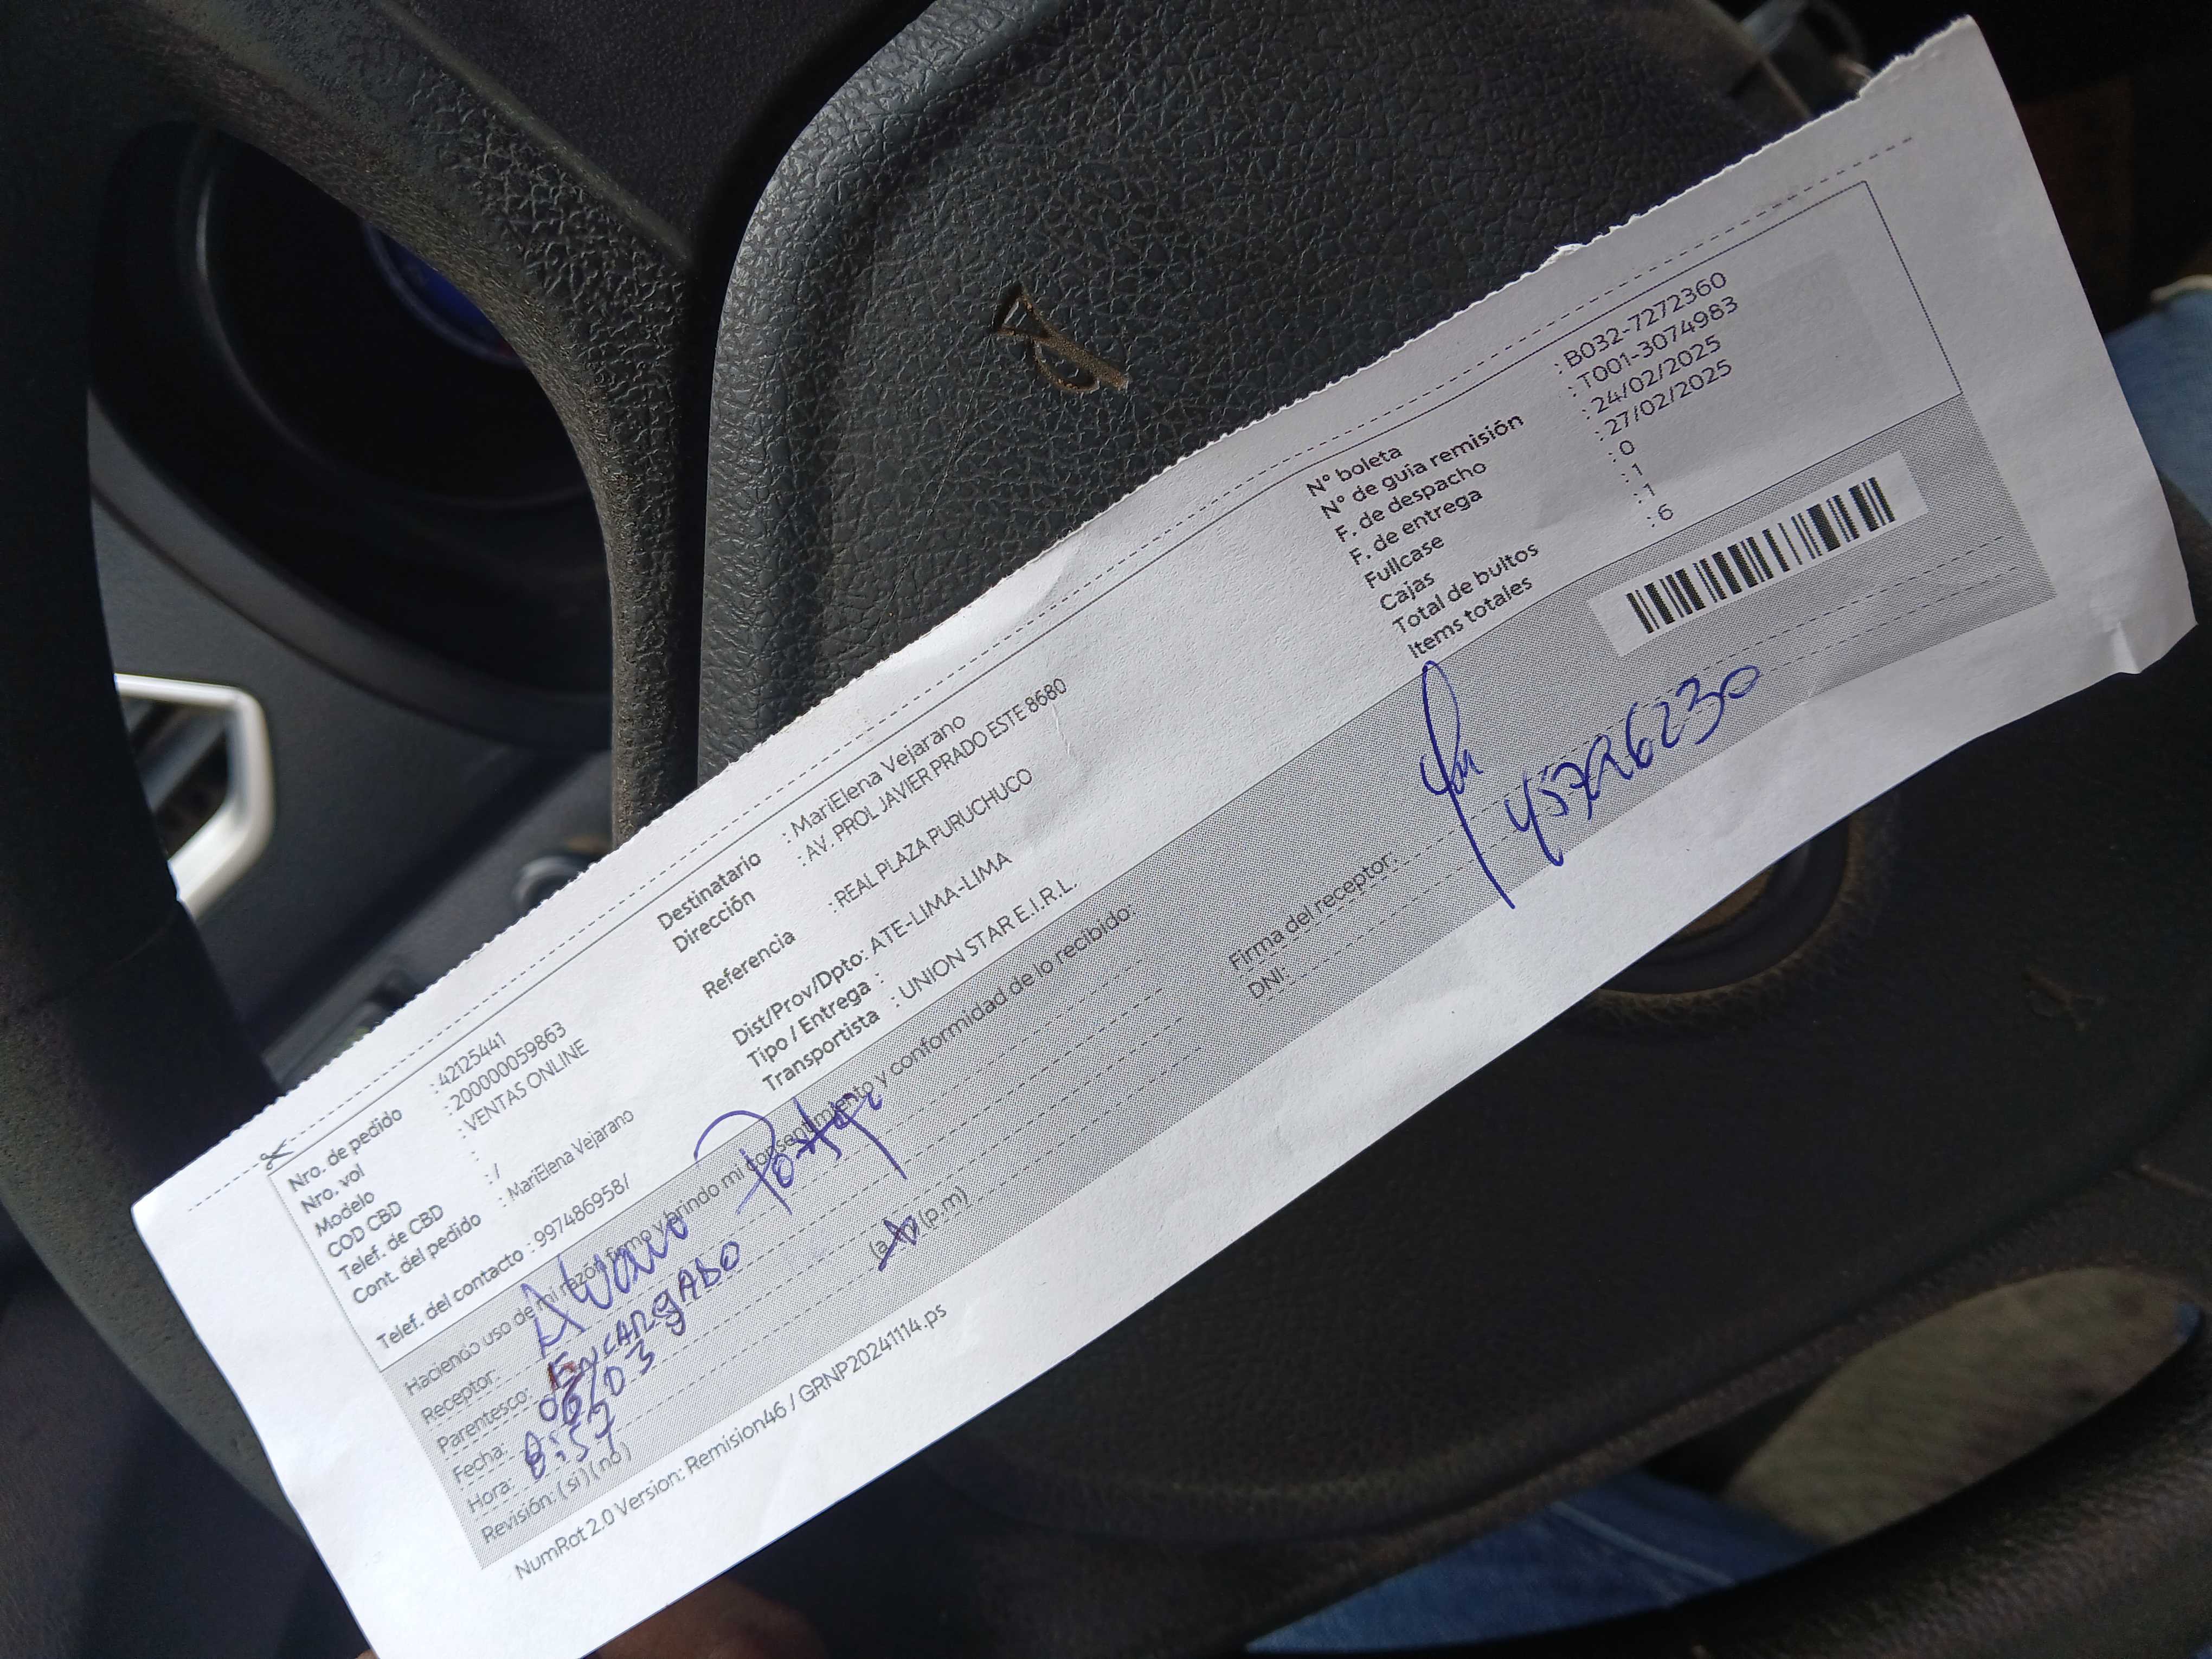 Nro. de pedido : 42125441
Nro. vol : 200000059863
Modelo : VENTAS ONLINE
COD CBD :
Telef. de CBD : /
Cont. del pedido : MariElena Vejarano
Telef. del contacto : 997486958/
Destinatario : MariElena Vejarano
Dirección : AV. PROL JAVIER PRADO ESTE 8680
Referencia : REAL PLAZA PURUCHUCO
Dist/Prov/Dpto: ATE-LIMA-LIMA
Tipo / Entrega :
Transportista : UNION STAR E.I.R.L.
N° boleta : B032-7272360
N° de guía remisión : T001-3074983
F. de despacho : 24/02/2025
F. de entrega : 27/02/2025
Fullcase : 0
Cajas : 1
Total de bultos : 1
Items totales : 6
Haciendo uso de mi razón firmo y brindo mi consentimiento y conformidad de lo recibido:
Receptor: Alvaro
Parentesco: ENCARGADO
Fecha: 06/03
Hora: 8:57 (a.m) (p.m)
Revisión: (si) (no)
Firma del receptor:
DNI:
NumRot 2.0 Version: Remision46 / GRNP20241114.ps